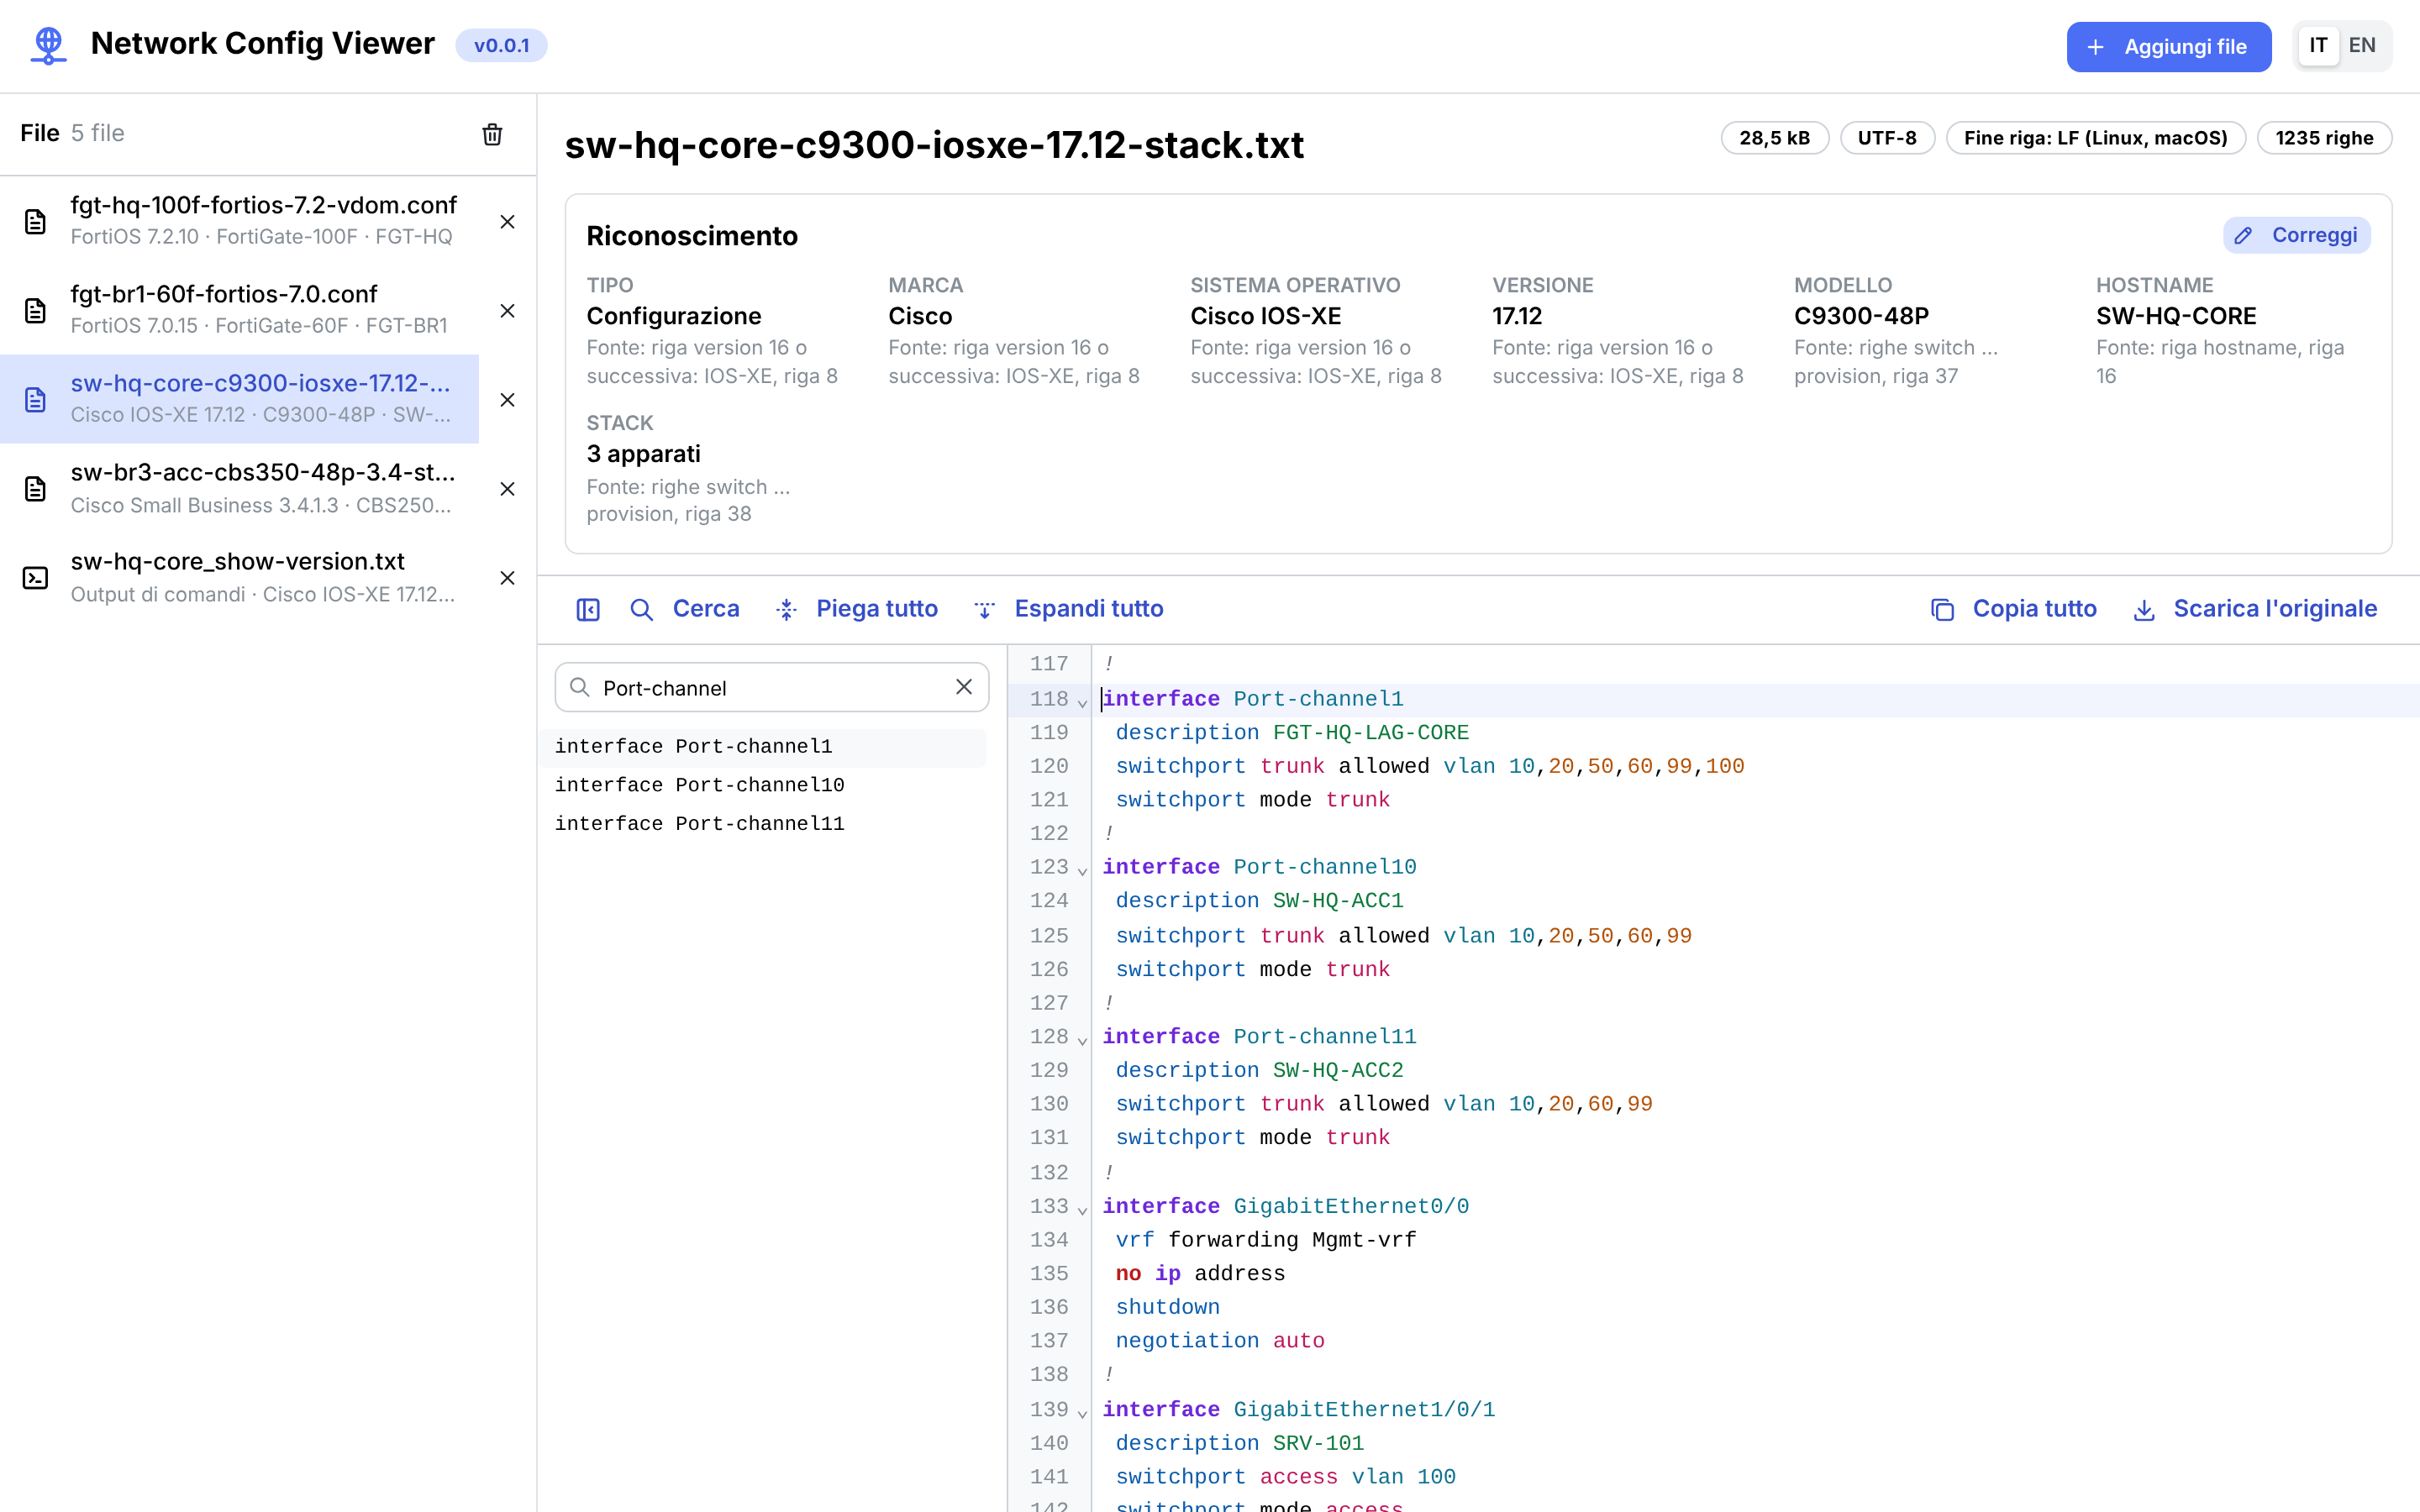 Network Config Viewer v0.0.1
Aggiungi file
IT EN
File 5 file
fgt-hq-100f-fortios-7.2-vdom.conf
FortiOS 7.2.10 · FortiGate-100F · FGT-HQ
fgt-br1-60f-fortios-7.0.conf
FortiOS 7.0.15 · FortiGate-60F · FGT-BR1
sw-hq-core-c9300-iosxe-17.12-...
Cisco IOS-XE 17.12 · C9300-48P · SW-...
sw-br3-acc-cbs350-48p-3.4-st...
Cisco Small Business 3.4.1.3 · CBS250...
sw-hq-core_show-version.txt
Output di comandi · Cisco IOS-XE 17.12...
sw-hq-core-c9300-iosxe-17.12-stack.txt
28,5 kB
UTF-8
Fine riga: LF (Linux, macOS)
1235 righe
Riconoscimento
Correggi
TIPO
Configurazione
Fonte: riga version 16 o
successiva: IOS-XE, riga 8
MARCA
Cisco
Fonte: riga version 16 o
successiva: IOS-XE, riga 8
SISTEMA OPERATIVO
Cisco IOS-XE
Fonte: riga version 16 o
successiva: IOS-XE, riga 8
VERSIONE
17.12
Fonte: riga version 16 o
successiva: IOS-XE, riga 8
MODELLO
C9300-48P
Fonte: righe switch ...
provision, riga 37
HOSTNAME
SW-HQ-CORE
Fonte: riga hostname, riga
16
STACK
3 apparati
Fonte: righe switch ...
provision, riga 38
Cerca
Piega tutto
Espandi tutto
Copia tutto
Scarica l'originale
Port-channel
interface Port-channel1
interface Port-channel10
interface Port-channel11
117 !
118 interface Port-channel1
119 description FGT-HQ-LAG-CORE
120 switchport trunk allowed vlan 10,20,50,60,99,100
121 switchport mode trunk
122 !
123 interface Port-channel10
124 description SW-HQ-ACC1
125 switchport trunk allowed vlan 10,20,50,60,99
126 switchport mode trunk
127 !
128 interface Port-channel11
129 description SW-HQ-ACC2
130 switchport trunk allowed vlan 10,20,60,99
131 switchport mode trunk
132 !
133 interface GigabitEthernet0/0
134 vrf forwarding Mgmt-vrf
135 no ip address
136 shutdown
137 negotiation auto
138 !
139 interface GigabitEthernet1/0/1
140 description SRV-101
141 switchport access vlan 100
142 switchport mode access